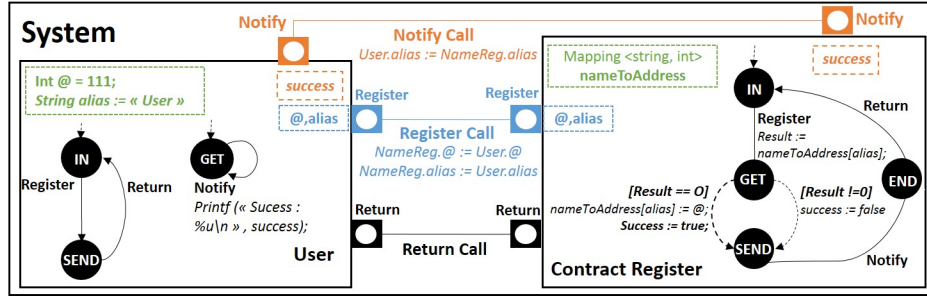 System
Notify
Notify
Notify Call
User.alias := NameReg.alias
Int @ = 111;
String alias := « User »
success
Register
Register
@,alias
@,alias
Register Call
NameReg.@ := User.@
NameReg.alias := User.alias
Mapping <string, int>
nameToAddress
success
IN
Register
Return
SEND
GET
Notify
Printf (« Sucess :
%u\n » , success);
User
Return
Return
Return Call
IN
Return
Register
Result :=
nameToAddress[alias];
GET
END
[Result == O]
nameToAddress[alias] := @;
Success := true;
[Result !=0]
success := false
SEND
Notify
Contract Register